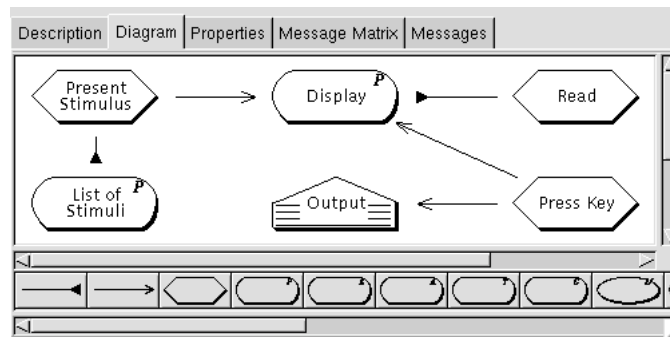 Description Diagram Properties Message Matrix Messages
Present
Stimulus
Display P
Read
List of P
Stimuli
Output
Press Key
P
T